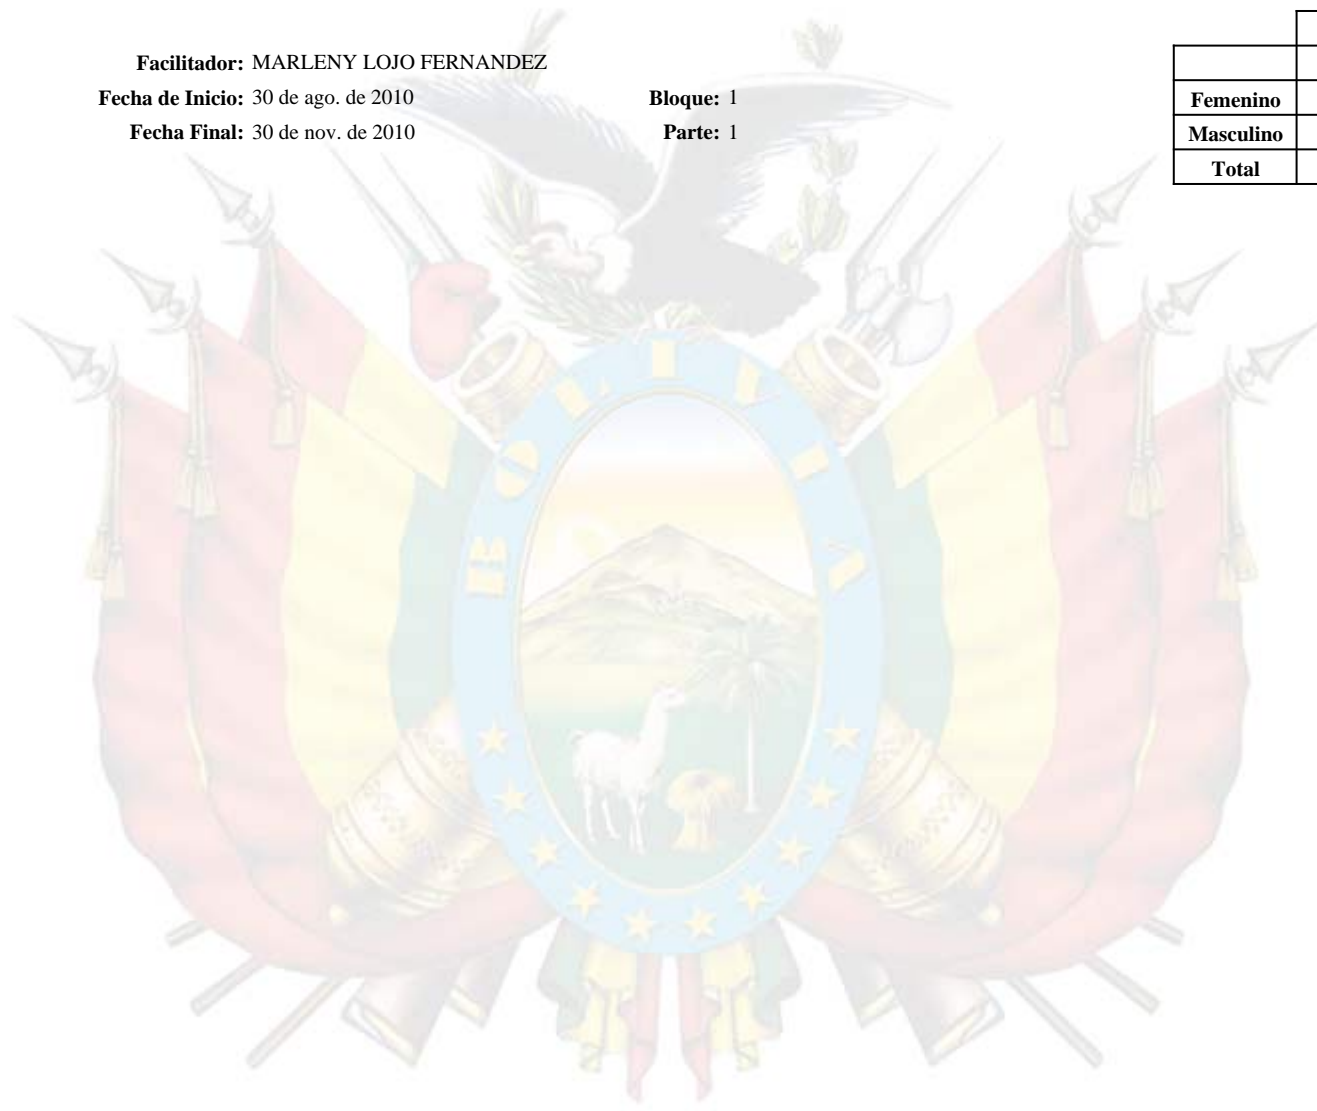 Facilitador: MARLENY LOJO FERNANDEZ
Fecha de Inicio: 30 de ago. de 2010 Bloque: 1
Fecha Final: 30 de nov. de 2010 Parte: 1
Femenino
Masculino
Total
BOLIVIA